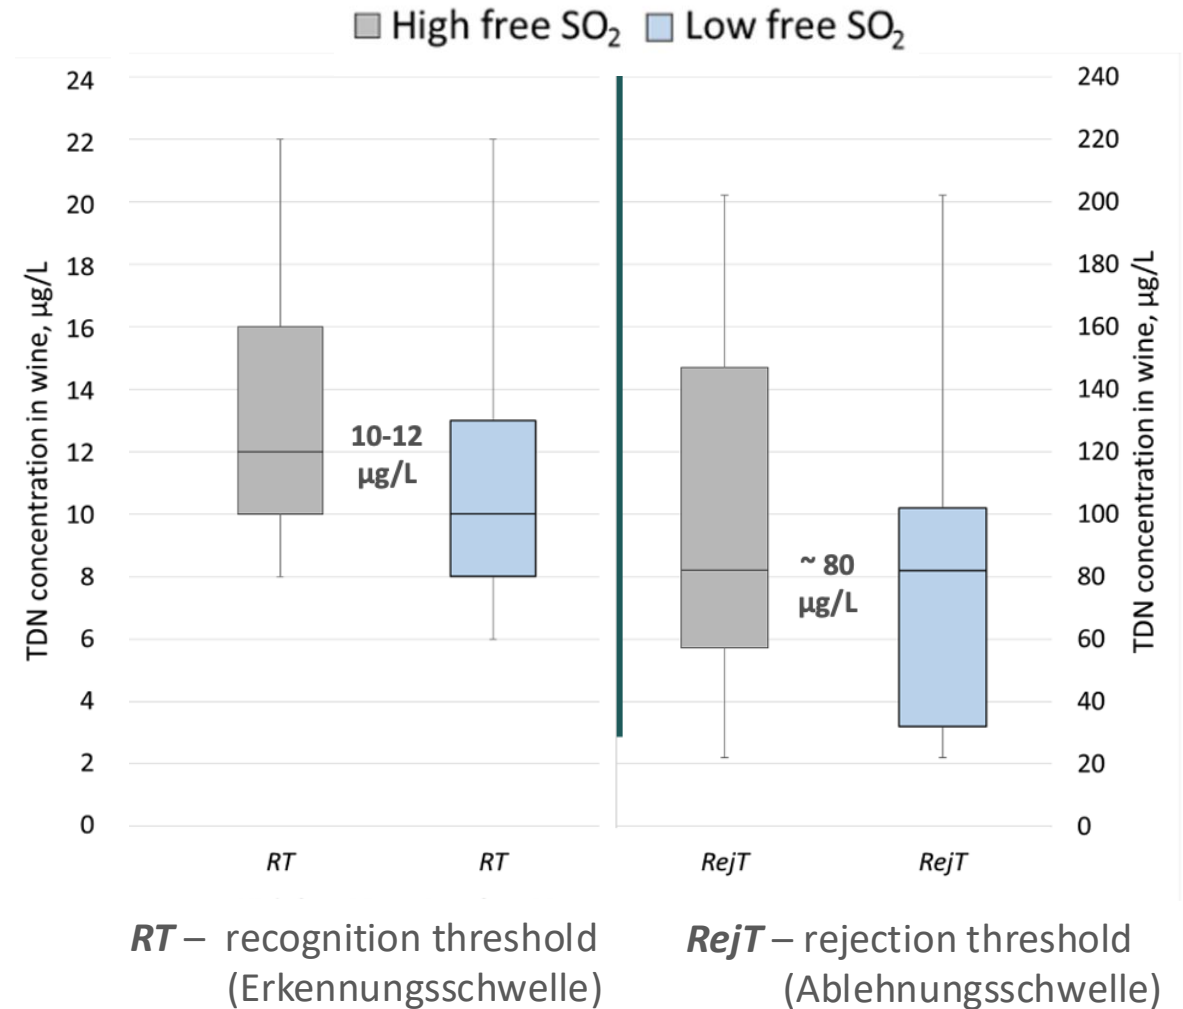 High free SO₂ Low free SO₂
TDN concentration in wine, µg/L
24
22
20
18
16
14
12
10
8
6
4
2
0
10-12
µg/L
RT RT
240
220
200
180
160
140
120
100
80
60
40
20
0
TDN concentration in wine, µg/L
~ 80
µg/L
RejT RejT
RT – recognition threshold
(Erkennungsschwelle)
RejT – rejection threshold
(Ablehnungsschwelle)